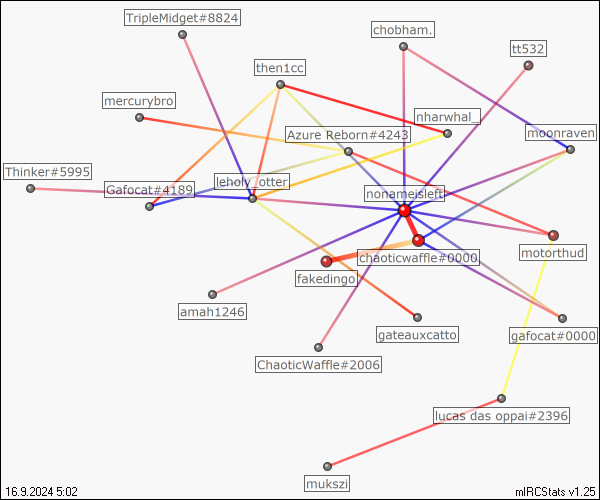 TripleMidget#8824
chobham.
tt532
then1cc
mercurybro
nharwhal_
Azure Reborn#4243
moonraven
Thinker#5995
leholy_otter
Gafocat#4189
nonameisleft
motorthud
chaoticwaffle#0000
fakedingo
amah1246
gateauxcatto
gafocat#0000
ChaoticWaffle#2006
lucas das oppai#2396
mukszi
16.9.2024 5:02
mIRCStats v1.25